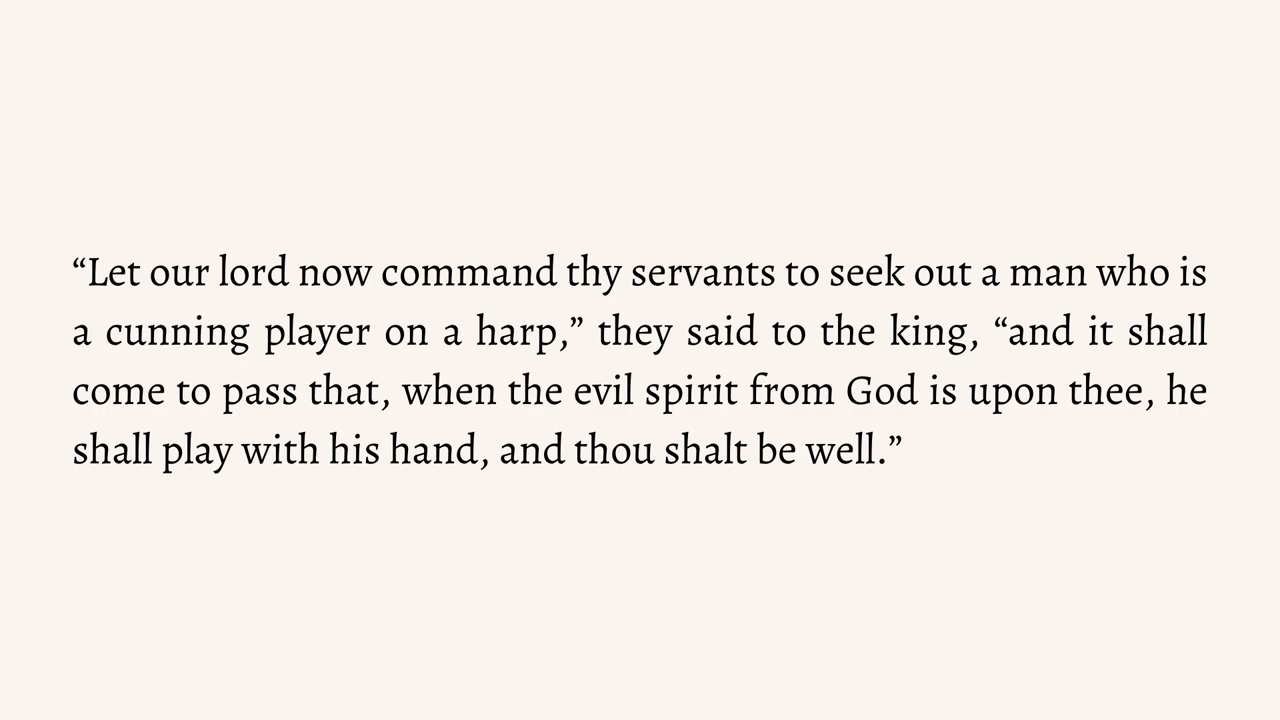 “Let our lord now command thy servants to seek out a man who is
a cunning player on a harp,” they said to the king, “and it shall
come to pass that, when the evil spirit from God is upon thee, he
shall play with his hand, and thou shalt be well.”